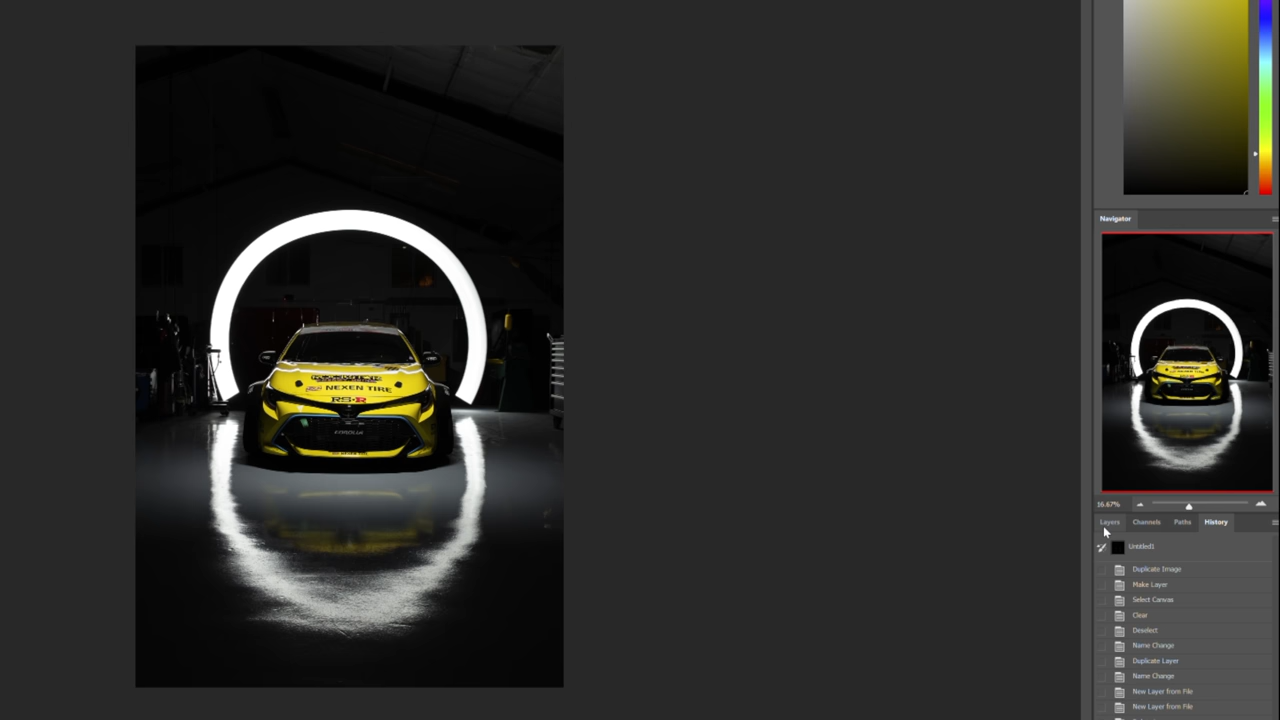 Navigator
NEXEN TIRE
RS-R
COROLLA
16.67%
Layers Channels Paths History
Untitled1
Duplicate Image
Make Layer
Select Canvas
Clear
Deselect
Name Change
Duplicate Layer
Name Change
New Layer from File
New Layer from File